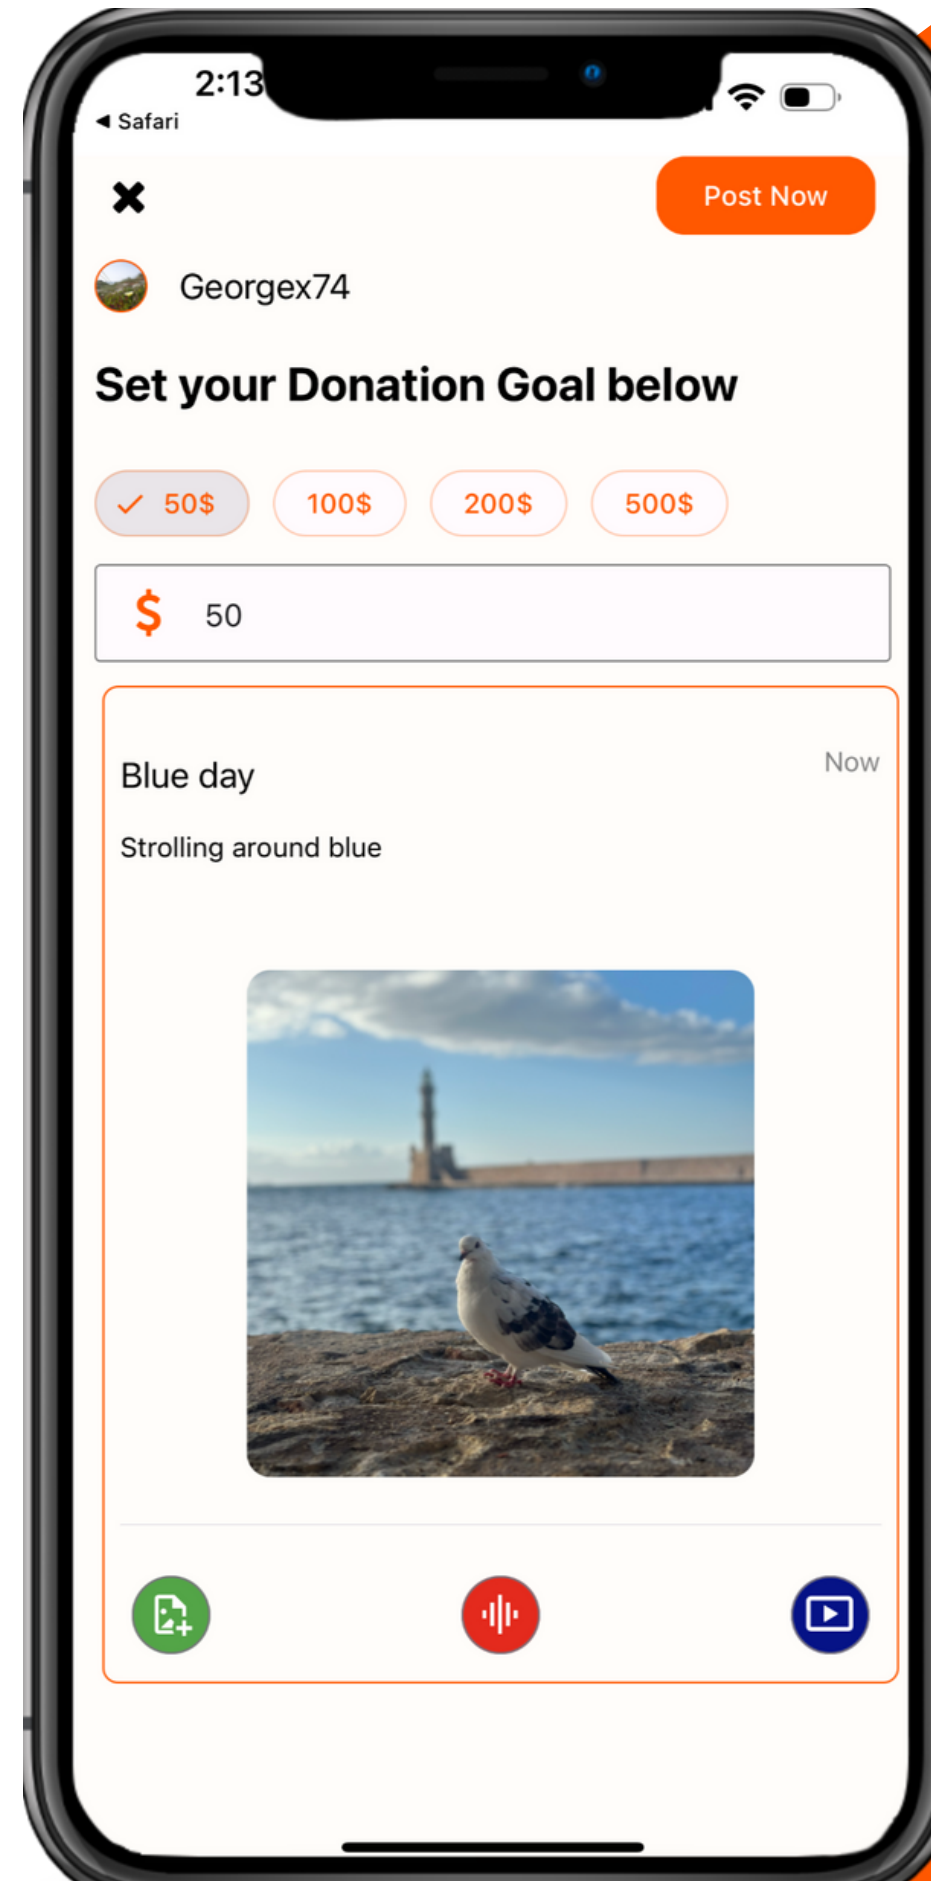 2:13
◀ Safari
Post Now
Georgex74
Set your Donation Goal below
✓ 50$ 100$ 200$ 500$
$ 50
Blue day
Now
Strolling around blue